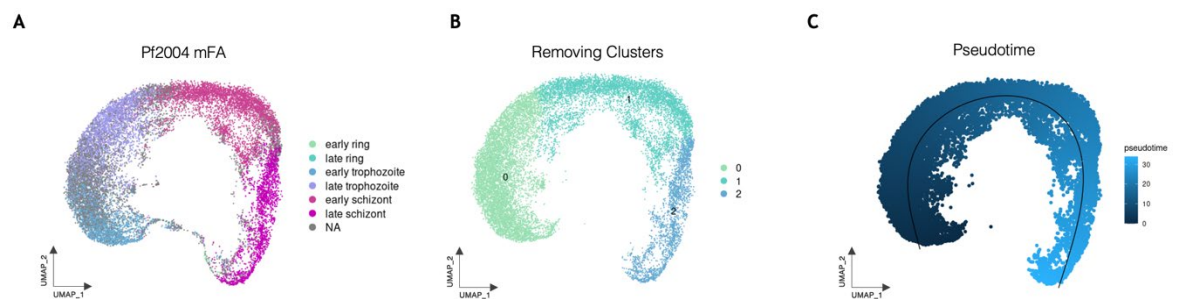 A
B
C
Pf2004 mFA
Removing Clusters
Pseudotime
early ring
late ring
early trophozoite
late trophozoite
early schizont
late schizont
NA
UMAP_2
UMAP_1
0
1
2
0
1
2
UMAP_2
UMAP_1
pseudotime
30
20
10
0
UMAP_2
UMAP_1